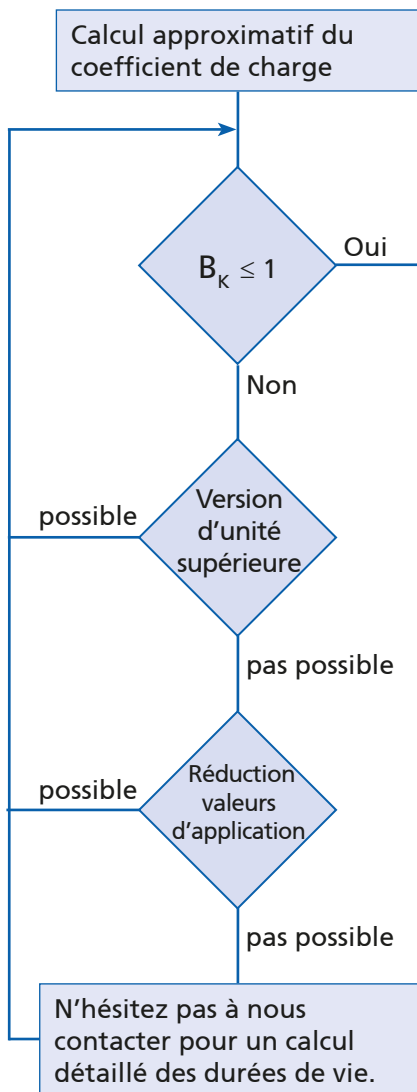 Calcul approximatif du
coefficient de charge
Bₖ ≤ 1
Oui
Non
Version
d’unité
supérieure
possible
pas possible
Réduction
valeurs
d’application
possible
pas possible
N’hésitez pas à nous
contacter pour un calcul
détaillé des durées de vie.